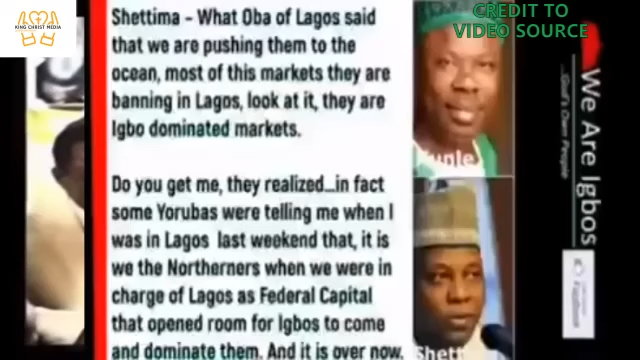 KING CHRIST MEDIA
CREDIT TO
VIDEO SOURCE
Shettima - What Oba of Lagos said
that we are pushing them to the
ocean, most of this markets they are
banning in Lagos, look at it, they are
Igbo dominated markets.
Do you get me, they realized...in fact
some Yorubas were telling me when I
was in Lagos last weekend that, it is
we the Northerners when we were in
charge of Lagos as Federal Capital
that opened room for Igbos to come
and dominate them. And it is over now.
Shett
We Are Igbos
...God's Own People